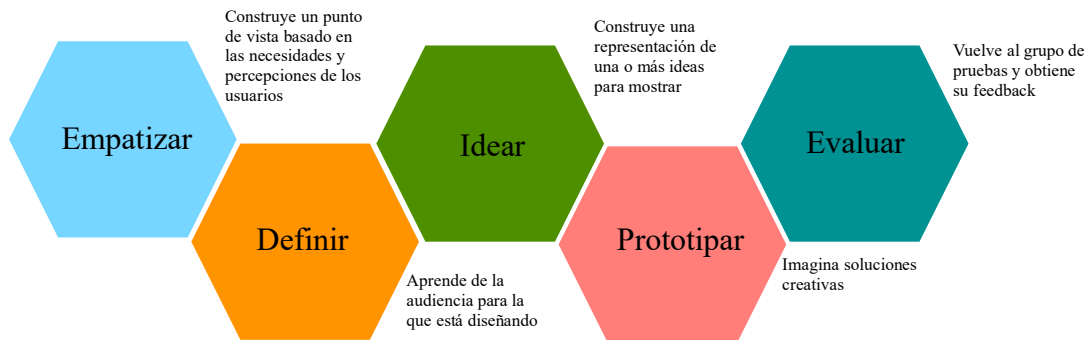 Empatizar
Construye un punto
de vista basado en
las necesidades y
percepciones de los
usuarios
Definir
Aprende de la
audiencia para la
que está diseñando
Idear
Construye una
representación de
una o más ideas
para mostrar
Prototipar
Imagina soluciones
creativas
Evaluar
Vuelve al grupo de
pruebas y obtiene
su feedback